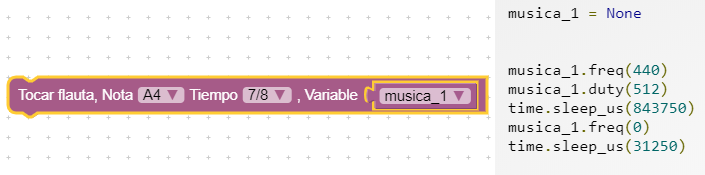 Tocar flauta, Nota A4 ▼ Tiempo 7/8 ▼ , Variable musica_1 ▼
musica_1 = None
musica_1.freq(440)
musica_1.duty(512)
time.sleep_us(843750)
musica_1.freq(0)
time.sleep_us(31250)